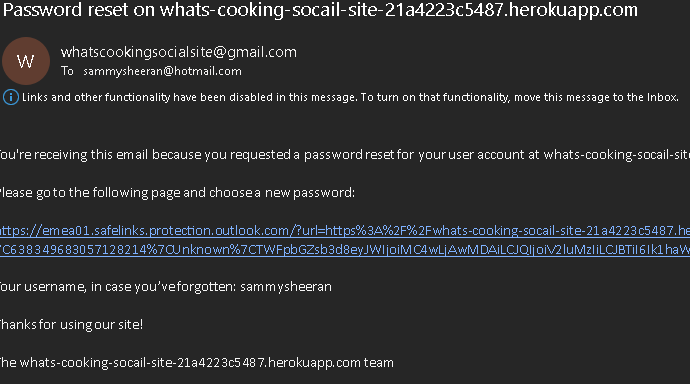 Password reset on whats-cooking-socail-site-21a4223c5487.herokuapp.com
W
whatscookingsocialsite@gmail.com
To sammysheeran@hotmail.com
Links and other functionality have been disabled in this message. To turn on that functionality, move this message to the Inbox.
You're receiving this email because you requested a password reset for your user account at whats-cooking-socail-site
Please go to the following page and choose a new password:
https://emea01.safelinks.protection.outlook.com/?url=https%3A%2F%2Fwhats-cooking-socail-site-21a4223c5487.he
7C638349683057128214%7CUnknown%7CTWFpbGZsb3d8eyJWIjoiMC4wLjAwMDAiLCJQIjoiV2luMzIiLCJBTiI6Ik1haW
Your username, in case you’ve forgotten: sammysheeran
Thanks for using our site!
The whats-cooking-socail-site-21a4223c5487.herokuapp.com team